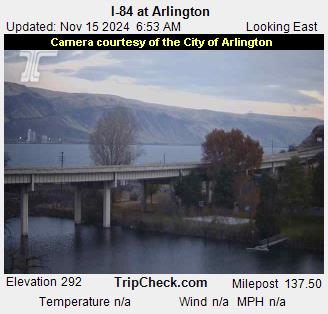 I-84 at Arlington
Updated: Nov 15 2024 6:53 AM Looking East
Camera courtesy of the City of Arlington
Elevation 292 TripCheck.com Milepost 137.50
Temperature n/a Wind n/a MPH n/a